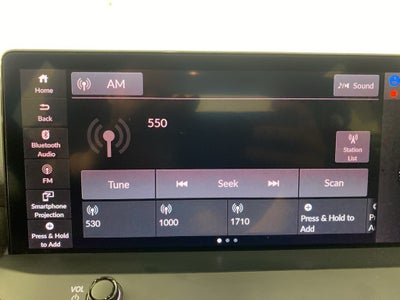 AM
Sound
Home
Back
550
Bluetooth
Audio
Station
List
FM
Tune
Seek
Scan
Smartphone
Projection
530
1000
1710
Press & Hold to
Add
P
A
Press & Hold
to Add
VOL